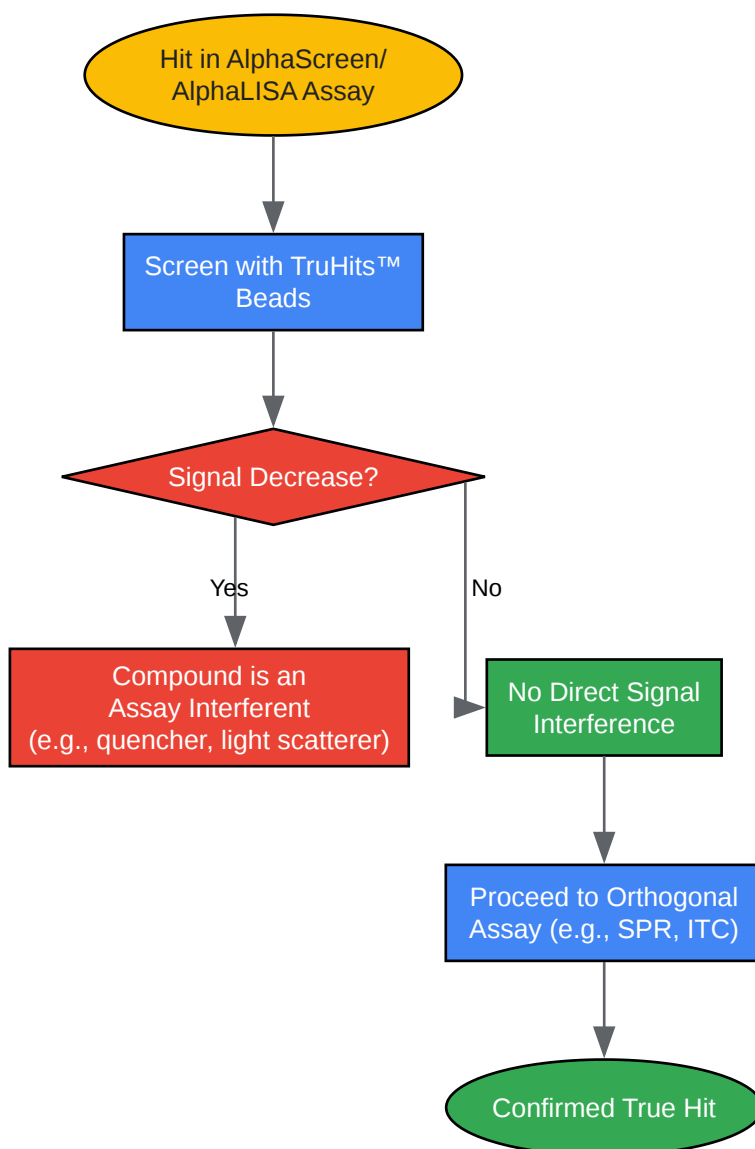 Hit in AlphaScreen/
AlphaLISA Assay
Screen with TruHits™
Beads
Signal Decrease?
Yes
No
Compound is an
Assay Interferent
(e.g., quencher, light scatterer)
No Direct Signal
Interference
Proceed to Orthogonal
Assay (e.g., SPR, ITC)
Confirmed True Hit